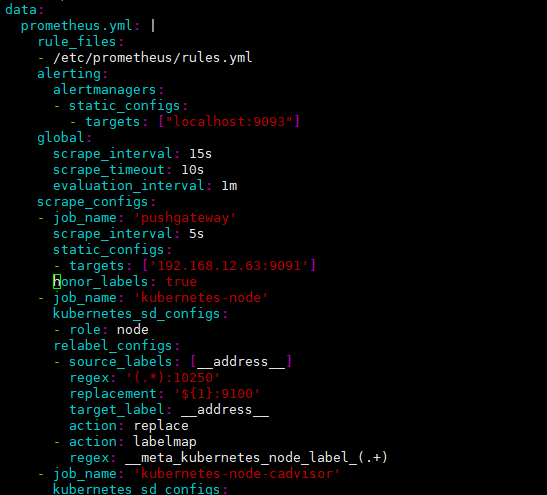 data:
  prometheus.yml: |
    rule_files:
    - /etc/prometheus/rules.yml
    alerting:
      alertmanagers:
      - static_configs:
        - targets: ["localhost:9093"]
    global:
      scrape_interval: 15s
      scrape_timeout: 10s
      evaluation_interval: 1m
    scrape_configs:
    - job_name: 'pushgateway'
      scrape_interval: 5s
      static_configs:
      - targets: ['192.168.12.63:9091']
      honor_labels: true
    - job_name: 'kubernetes-node'
      kubernetes_sd_configs:
      - role: node
      relabel_configs:
      - source_labels: [__address__]
        regex: '(.*):10250'
        replacement: '${1}:9100'
        target_label: __address__
        action: replace
      - action: labelmap
        regex: __meta_kubernetes_node_label_(.+)
    - job_name: 'kubernetes-node-cadvisor'
      kubernetes_sd_configs: